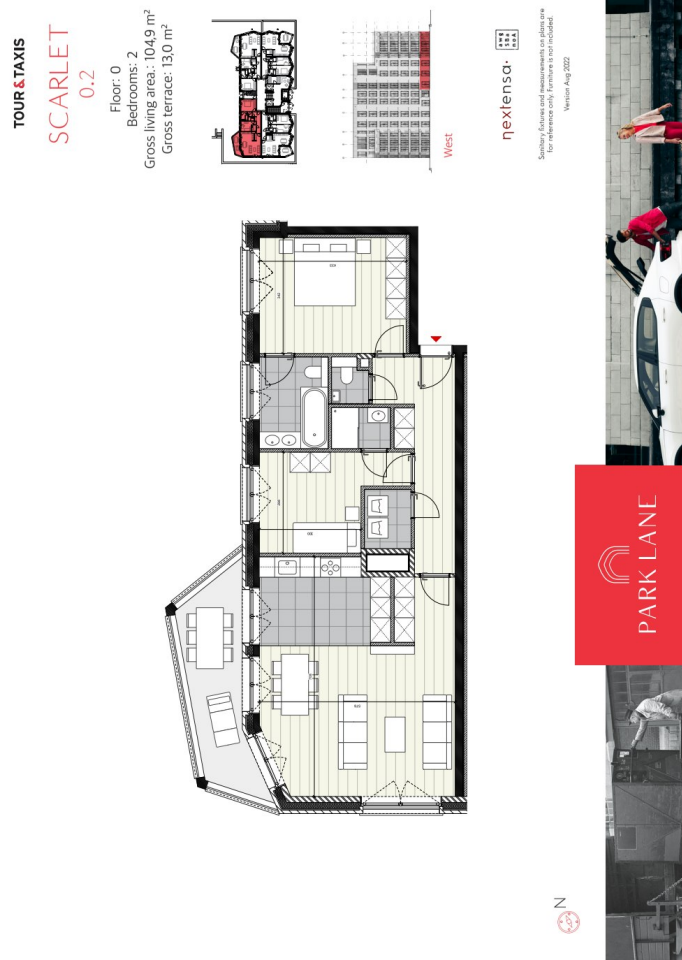 TOUR & TAXIS
SCARLET
0.2
Floor: 0
Bedrooms: 2
Gross living area.: 104,9 m²
Gross terrace: 13,0 m²
West
nextensa.
Sanitary fixtures and measurements on plans are
for reference only. Furniture is not included.
Version Aug 2022
PARK LANE
N